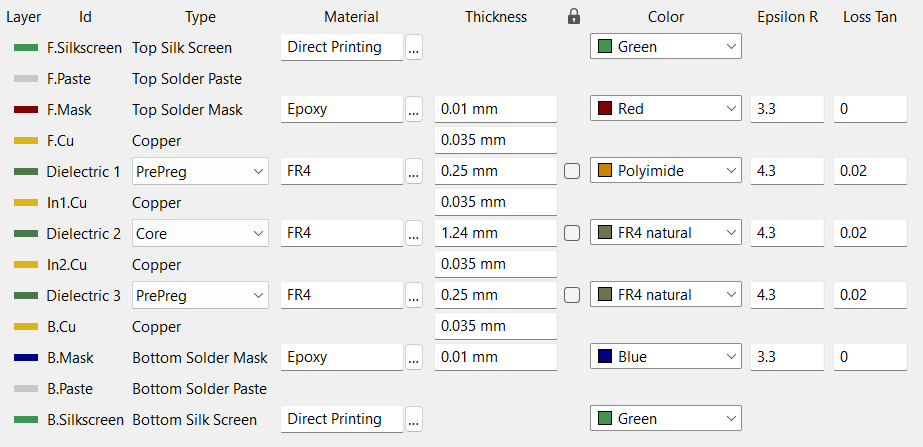 Layer Id Type Material Thickness Color Epsilon R Loss Tan
F.Silkscreen Top Silk Screen Direct Printing ... Green
F.Paste Top Solder Paste
F.Mask Top Solder Mask Epoxy ... 0.01 mm Red 3.3 0
F.Cu Copper 0.035 mm
Dielectric 1 PrePreg FR4 ... 0.25 mm Polyimide 4.3 0.02
In1.Cu Copper 0.035 mm
Dielectric 2 Core FR4 ... 1.24 mm FR4 natural 4.3 0.02
In2.Cu Copper 0.035 mm
Dielectric 3 PrePreg FR4 ... 0.25 mm FR4 natural 4.3 0.02
B.Cu Copper 0.035 mm
B.Mask Bottom Solder Mask Epoxy ... 0.01 mm Blue 3.3 0
B.Paste Bottom Solder Paste
B.Silkscreen Bottom Silk Screen Direct Printing ... Green